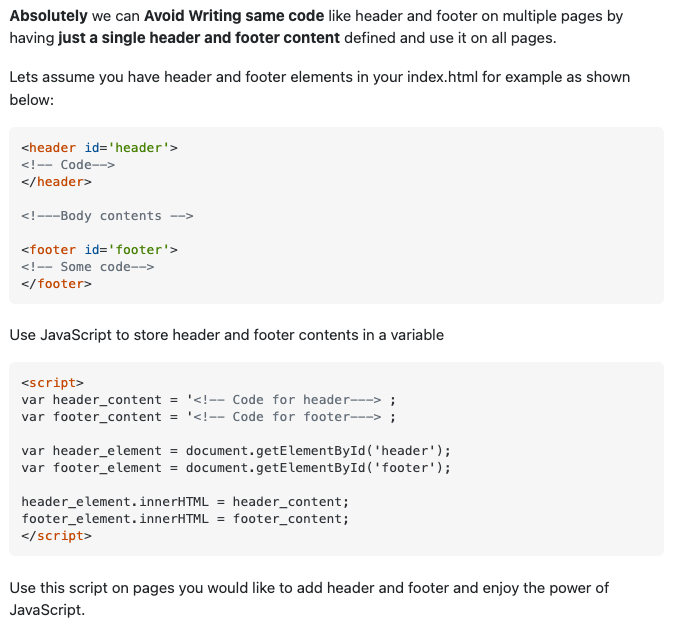 Absolutely we can Avoid Writing same code like header and footer on multiple pages by
having just a single header and footer content defined and use it on all pages.
Lets assume you have header and footer elements in your index.html for example as shown
below:
<header id='header'>
<!-- Code-->
</header>
<!---Body contents -->
<footer id='footer'>
<!-- Some code-->
</footer>
Use JavaScript to store header and footer contents in a variable
<script>
var header_content = '<!-- Code for header---> ;
var footer_content = '<!-- Code for footer---> ;
var header_element = document.getElementById('header');
var footer_element = document.getElementById('footer');
header_element.innerHTML = header_content;
footer_element.innerHTML = footer_content;
</script>
Use this script on pages you would like to add header and footer and enjoy the power of
JavaScript.